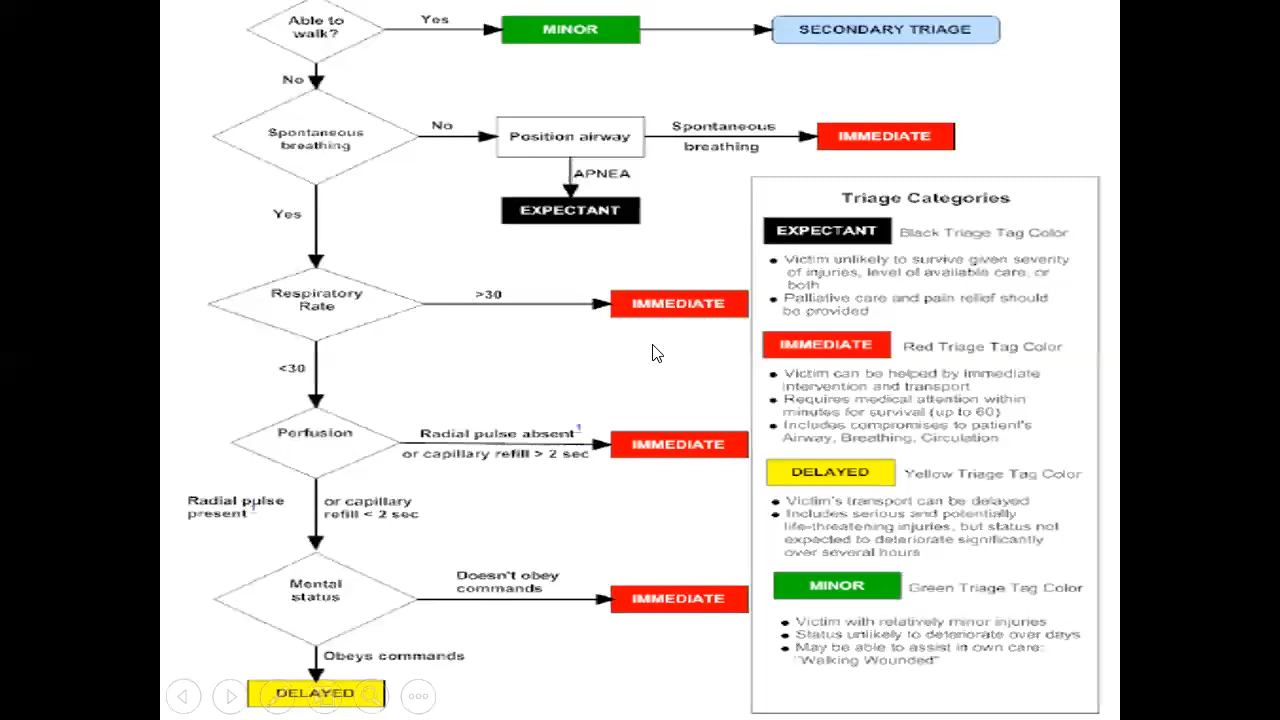 Able to
walk?
Yes
MINOR
SECONDARY TRIAGE
No
Spontaneous
breathing
No
Position airway
Spontaneous
breathing
IMMEDIATE
APNEA
EXPECTANT
Yes
Respiratory
Rate
>30
IMMEDIATE
<30
Perfusion
Radial pulse absent1
or capillary refill > 2 sec
IMMEDIATE
Radial pulse
present1
or capillary
refill < 2 sec
Mental
status
Doesn't obey
commands
IMMEDIATE
Obeys commands
DELAYED
Triage Categories
EXPECTANT Black Triage Tag Color
• Victim unlikely to survive given severity
of injuries, level of available care, or
both
• Palliative care and pain relief should
be provided
IMMEDIATE Red Triage Tag Color
• Victim can be helped by immediate
intervention and transport
• Requires medical attention within
minutes for survival (up to 60)
• Includes compromises to patient's
Airway, Breathing, Circulation
DELAYED Yellow Triage Tag Color
• Victim's transport can be delayed
• Includes serious and potentially
life-threatening injuries, but status not
expected to deteriorate significantly
over several hours
MINOR Green Triage Tag Color
• Victim with relatively minor injuries
• Status unlikely to deteriorate over days
• May be able to assist in own care:
"Walking Wounded"